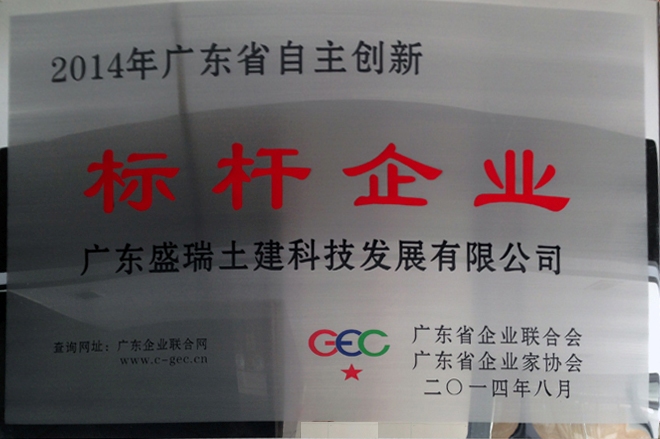 2014年广东省自主创新
标杆企业
广东盛瑞土建科技发展有限公司
查询网址：广东企业联合网
www.c-gec.cn
GEC
广东省企业联合会
广东省企业家协会
二〇一四年八月